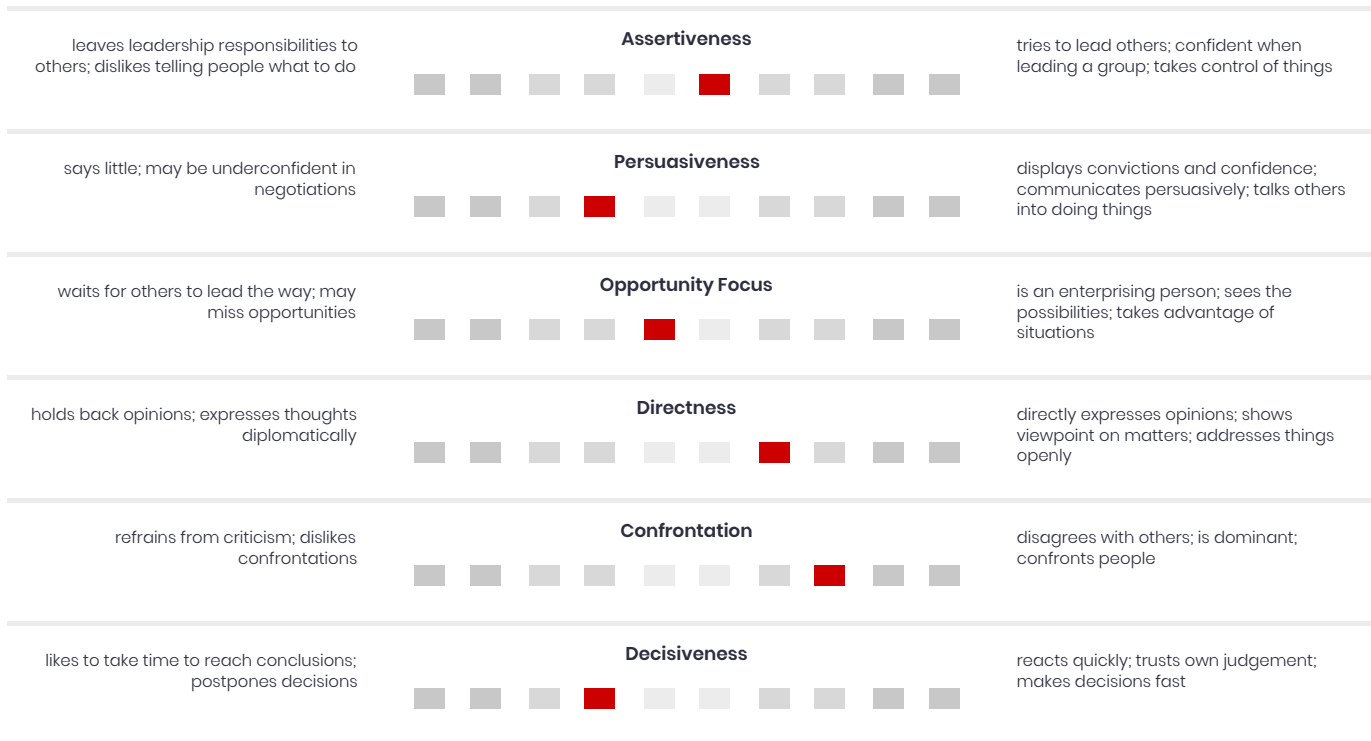 Assertiveness
leaves leadership responsibilities to
others; dislikes telling people what to do
tries to lead others; confident when
leading a group; takes control of things
Persuasiveness
says little; may be underconfident in
negotiations
displays convictions and confidence;
communicates persuasively; talks others
into doing things
Opportunity Focus
waits for others to lead the way; may
miss opportunities
is an enterprising person; sees the
possibilities; takes advantage of
situations
Directness
holds back opinions; expresses thoughts
diplomatically
directly expresses opinions; shows
viewpoint on matters; addresses things
openly
Confrontation
refrains from criticism; dislikes
confrontations
disagrees with others; is dominant;
confronts people
Decisiveness
likes to take time to reach conclusions;
postpones decisions
reacts quickly; trusts own judgement;
makes decisions fast